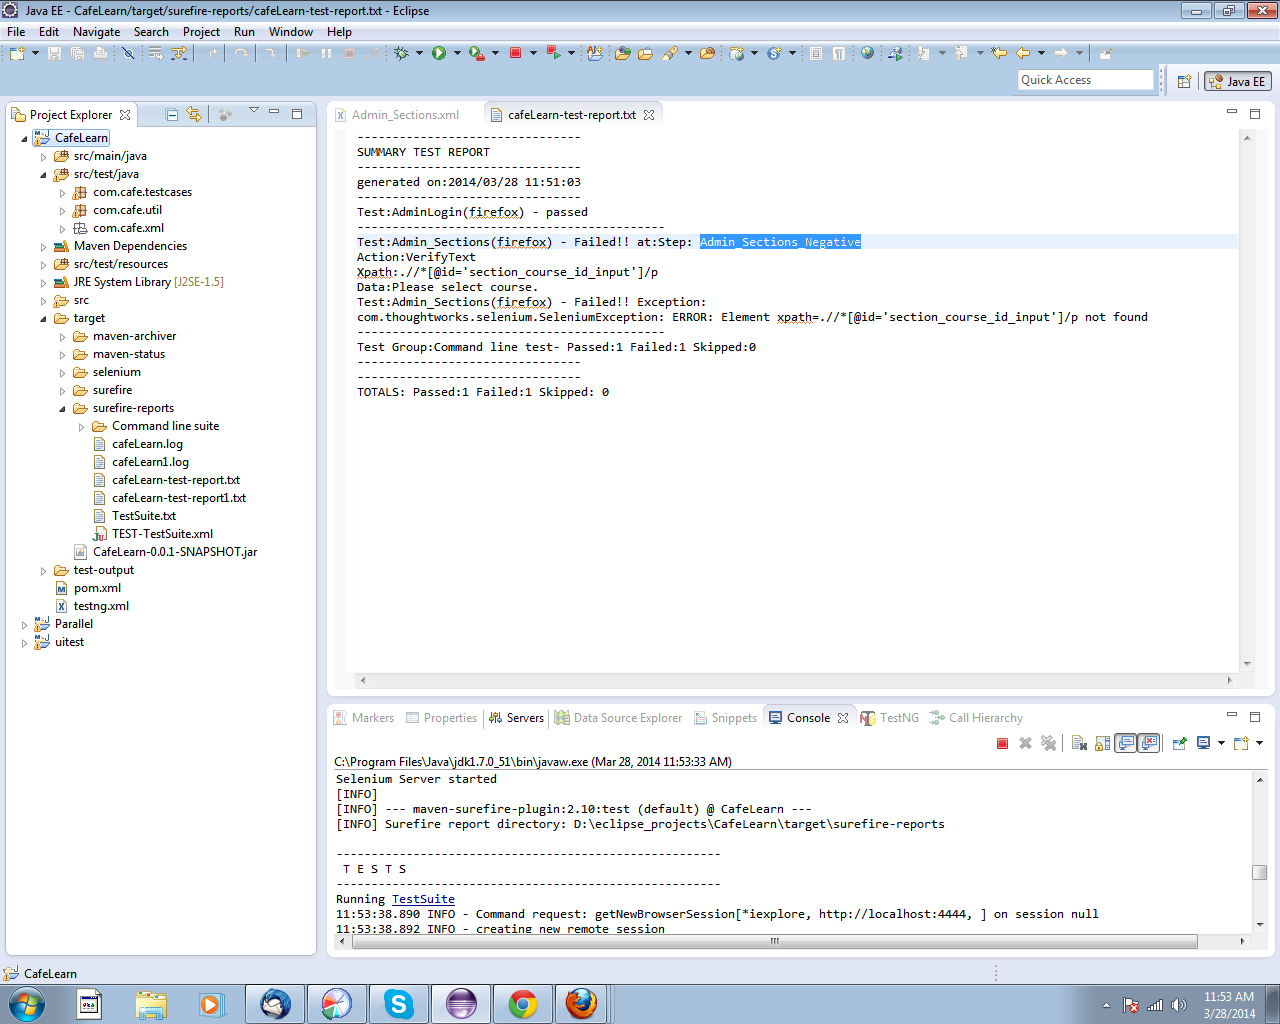 Java EE - CafeLearn/target/surefire-reports/cafeLearn-test-report.txt - Eclipse
File Edit Navigate Search Project Run Window Help
Quick Access
Java EE
Project Explorer
CafeLearn
src/main/java
src/test/java
com.cafe.testcases
com.cafe.util
com.cafe.xml
Maven Dependencies
src/test/resources
JRE System Library [J2SE-1.5]
src
target
maven-archiver
maven-status
selenium
surefire
surefire-reports
Command line suite
cafeLearn.log
cafeLearn1.log
cafeLearn-test-report.txt
cafeLearn-test-report1.txt
TestSuite.txt
TEST-TestSuite.xml
CafeLearn-0.0.1-SNAPSHOT.jar
test-output
pom.xml
testng.xml
Parallel
uitest
Admin_Sections.xml cafeLearn-test-report.txt
--------------------------------
SUMMARY TEST REPORT
--------------------------------
generated on:2014/03/28 11:51:03
--------------------------------
Test:AdminLogin(firefox) - passed
--------------------------------------------
Test:Admin_Sections(firefox) - Failed!! at:Step: Admin_Sections_Negative
Action:VerifyText
Xpath:.//*[@id='section_course_id_input']/p
Data:Please select course.
Test:Admin_Sections(firefox) - Failed!! Exception:
com.thoughtworks.selenium.SeleniumException: ERROR: Element xpath=.//*[@id='section_course_id_input']/p not found
--------------------------------------------
Test Group:Command line test- Passed:1 Failed:1 Skipped:0
--------------------------------
--------------------------------
TOTALS: Passed:1 Failed:1 Skipped: 0
Markers Properties Servers Data Source Explorer Snippets Console TestNG Call Hierarchy
C:\Program Files\Java\jdk1.7.0_51\bin\javaw.exe (Mar 28, 2014 11:53:33 AM)
Selenium Server started
[INFO]
[INFO] --- maven-surefire-plugin:2.10:test (default) @ CafeLearn ---
[INFO] Surefire report directory: D:\eclipse_projects\CafeLearn\target\surefire-reports
-------------------------------------------------------
T E S T S
-------------------------------------------------------
Running TestSuite
11:53:38.890 INFO - Command request: getNewBrowserSession[*iexplore, http://localhost:4444, ] on session null
11:53:38.892 INFO - creating new remote session
CafeLearn
11:53 AM
3/28/2014